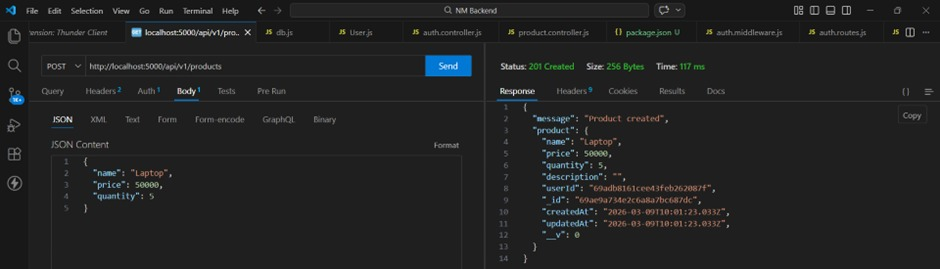 File Edit Selection View Go Run Terminal Help
NM Backend
ension: Thunder Client localhost:5000/api/v1/pro... db.js User.js auth.controller.js product.controller.js package.json U auth.middleware.js auth.routes.js
POST http://localhost:5000/api/v1/products Send
Query Headers 2 Auth 1 Body 1 Tests Pre Run
JSON XML Text Form Form-encode GraphQL Binary
JSON Content Format
1 {
2 "name": "Laptop",
3 "price": 50000,
4 "quantity": 5
5 }
Status: 201 Created Size: 256 Bytes Time: 117 ms
Response Headers 9 Cookies Results Docs {}
Copy
1 {
2 "message": "Product created",
3 "product": {
4 "name": "Laptop",
5 "price": 50000,
6 "quantity": 5,
7 "description": "",
8 "userId": "69adb8161cee43feb262087f",
9 "_id": "69ae9a734e2c6a8a7bc687dc",
10 "createdAt": "2026-03-09T10:01:23.033Z",
11 "updatedAt": "2026-03-09T10:01:23.033Z",
12 "__v": 0
13 }
14 }